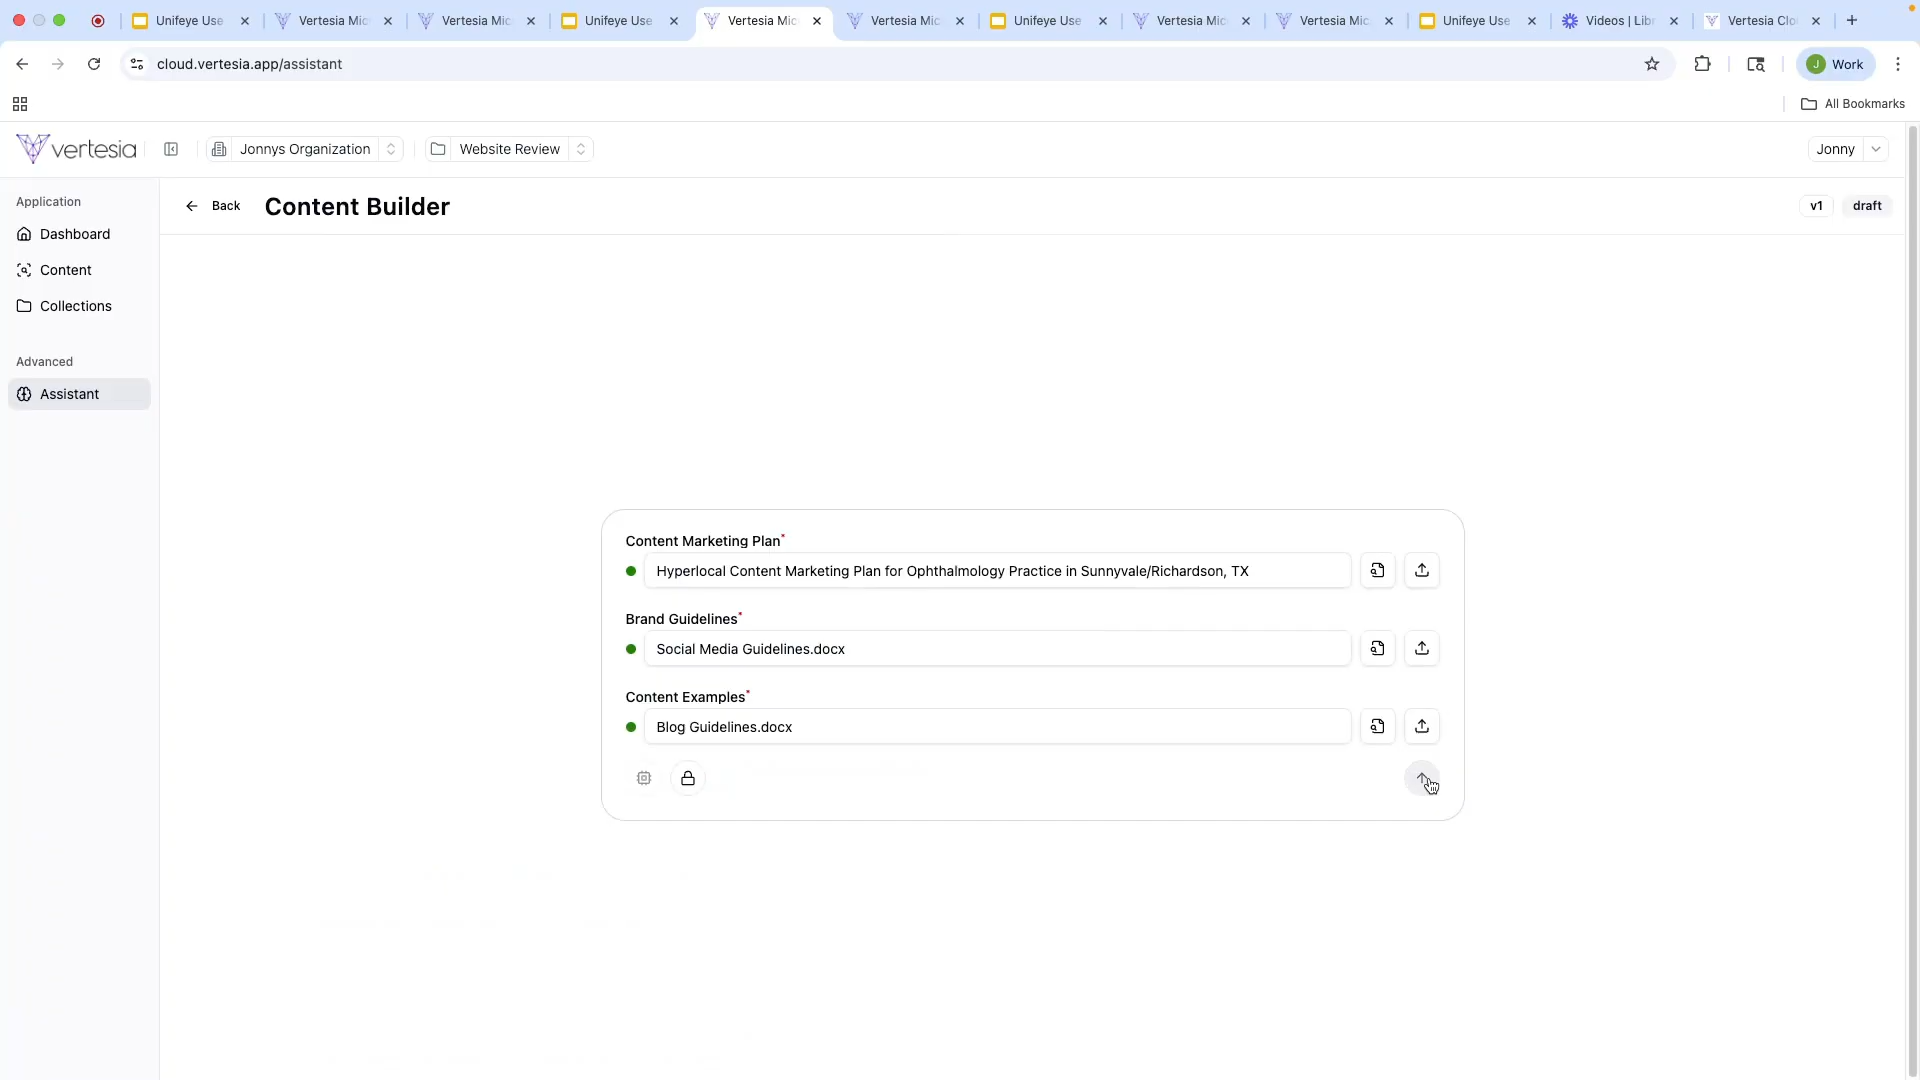 Unifeye Use
Vertesia Mic
Vertesia Mic
Unifeye Use
Vertesia Mic
Vertesia Mic
Unifeye Use
Vertesia Mic
Vertesia Mic
Unifeye Use
Videos | Libr
Vertesia Clo
cloud.vertesia.app/assistant
J
Work
All Bookmarks
vertesia
Jonnys Organization
Website Review
Jonny
Application
Dashboard
Content
Collections
Advanced
Assistant
Back
Content Builder
v1
draft
Content Marketing Plan*
Hyperlocal Content Marketing Plan for Ophthalmology Practice in Sunnyvale/Richardson, TX
Brand Guidelines*
Social Media Guidelines.docx
Content Examples*
Blog Guidelines.docx